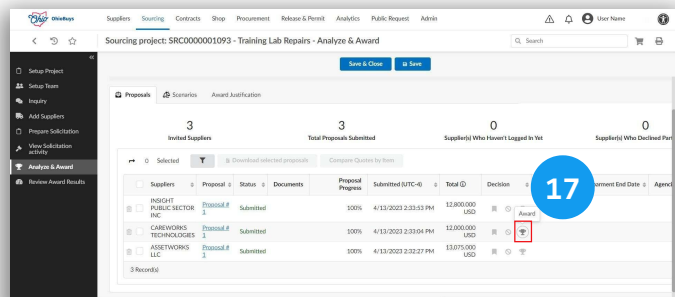 Ohio OhioBuys Suppliers Sourcing Contracts Shop Procurement Release & Permit Analytics Public Request Admin User Name
Sourcing project: SRC0000001093 - Training Lab Repairs - Analyze & Award Search
Save & Close Save
Setup Project
Setup Team
Inquiry
Add Suppliers
Prepare Solicitation
View Solicitation
activity
Analyze & Award
Review Award Results
Proposals Scenarios Award Justification
3 3 0 0
Invited Suppliers Total Proposals Submitted Supplier(s) Who Haven't Logged In Yet Supplier(s) Who Declined Part
0 Selected Download selected proposals Compare Quotes by Item
Suppliers Proposal Status Documents Proposal
Progress Submitted (UTC-4) Total Decision End Date Agenci
17
Award
INSIGHT
PUBLIC SECTOR
INC Proposal #
1 Submitted 100% 4/13/2023 2:33:53 PM 12,800.000
USD
CAREWORKS
TECHNOLOGIES Proposal #
1 Submitted 100% 4/13/2023 2:33:04 PM 12,000.000
USD
ASSETWORKS
LLC Proposal #
1 Submitted 100% 4/13/2023 2:32:27 PM 13,075.000
USD
3 Record(s)